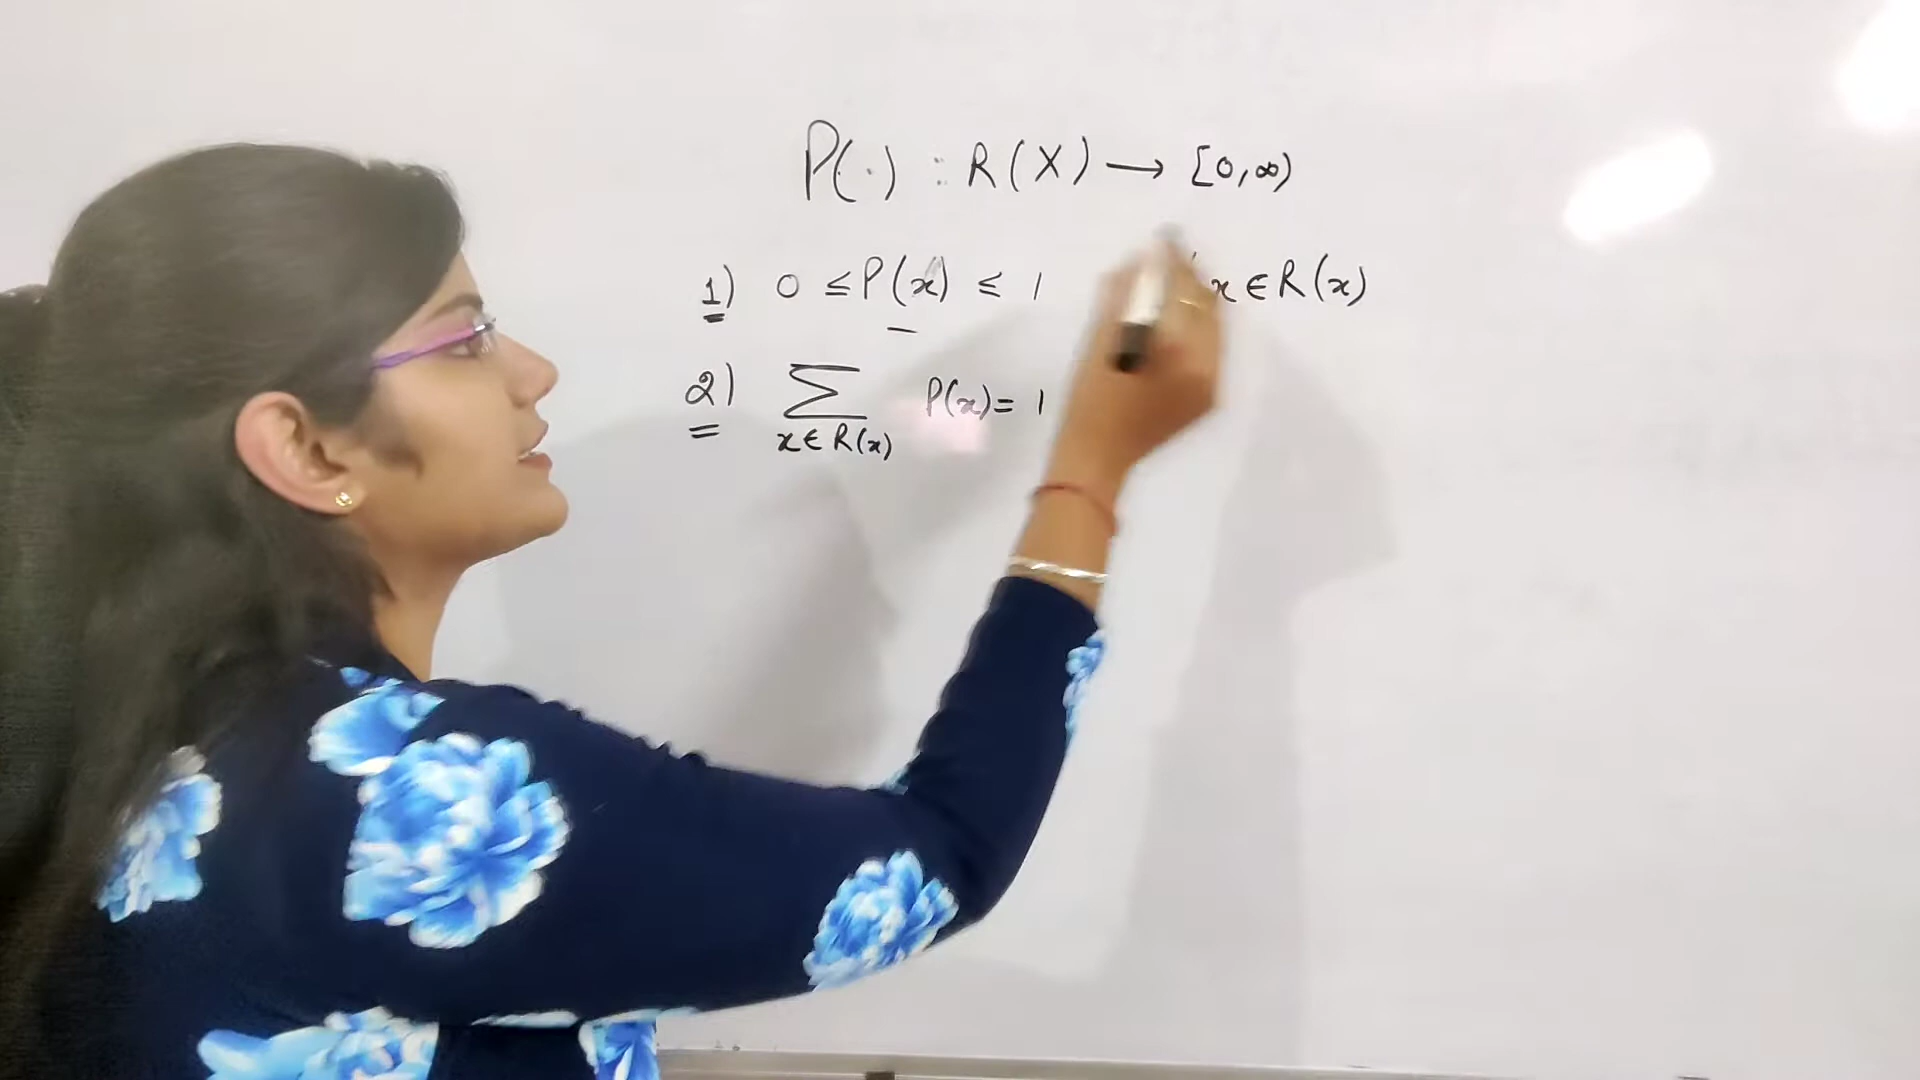 P(·) : R(X) → [0,∞)
1) 0 ≤ P(x) ≤ 1 x ∈ R(x)
2) ∑ P(x) = 1
x ∈ R(x)